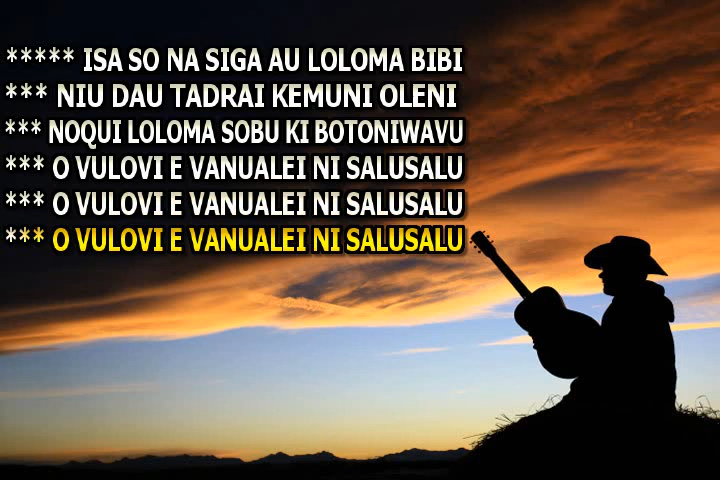 ***** ISA SO NA SIGA AU LOLOMA BIBI
*** NIU DAU TADRAI KEMUNI OLENI
*** NOQUI LOLOMA SOBU KI BOTONIWAVU
*** O VULOVI E VANUALEI NI SALUSALU
*** O VULOVI E VANUALEI NI SALUSALU
*** O VULOVI E VANUALEI NI SALUSALU